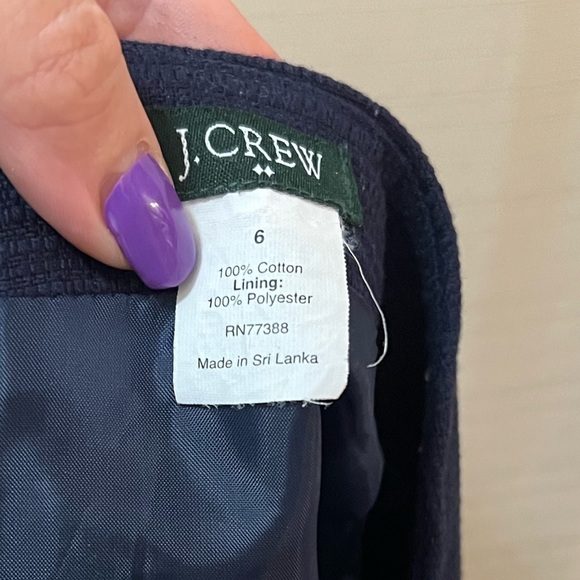 J.CREW
6
100% Cotton
Lining:
100% Polyester
RN77388
Made in Sri Lanka